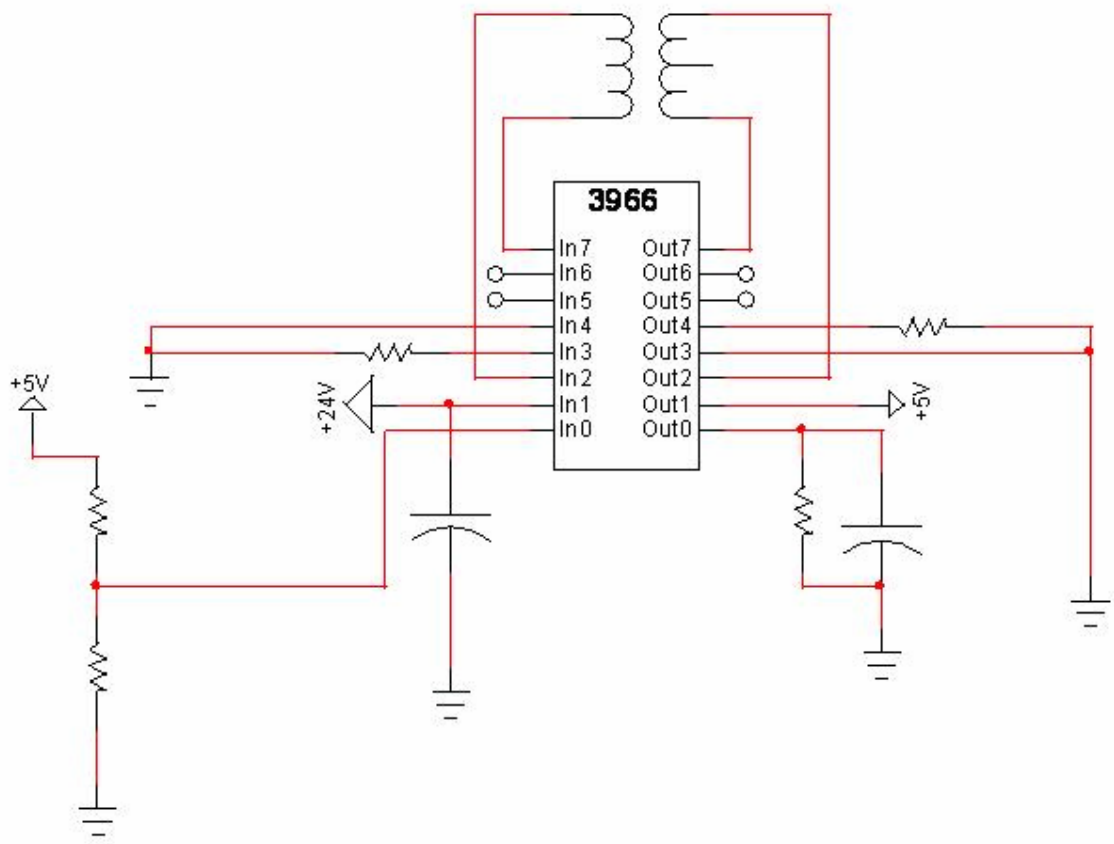 3966
In7 Out7
In6 Out6
In5 Out5
In4 Out4
In3 Out3
In2 Out2
+5V
+24V
In1 Out1
+5V
In0 Out0